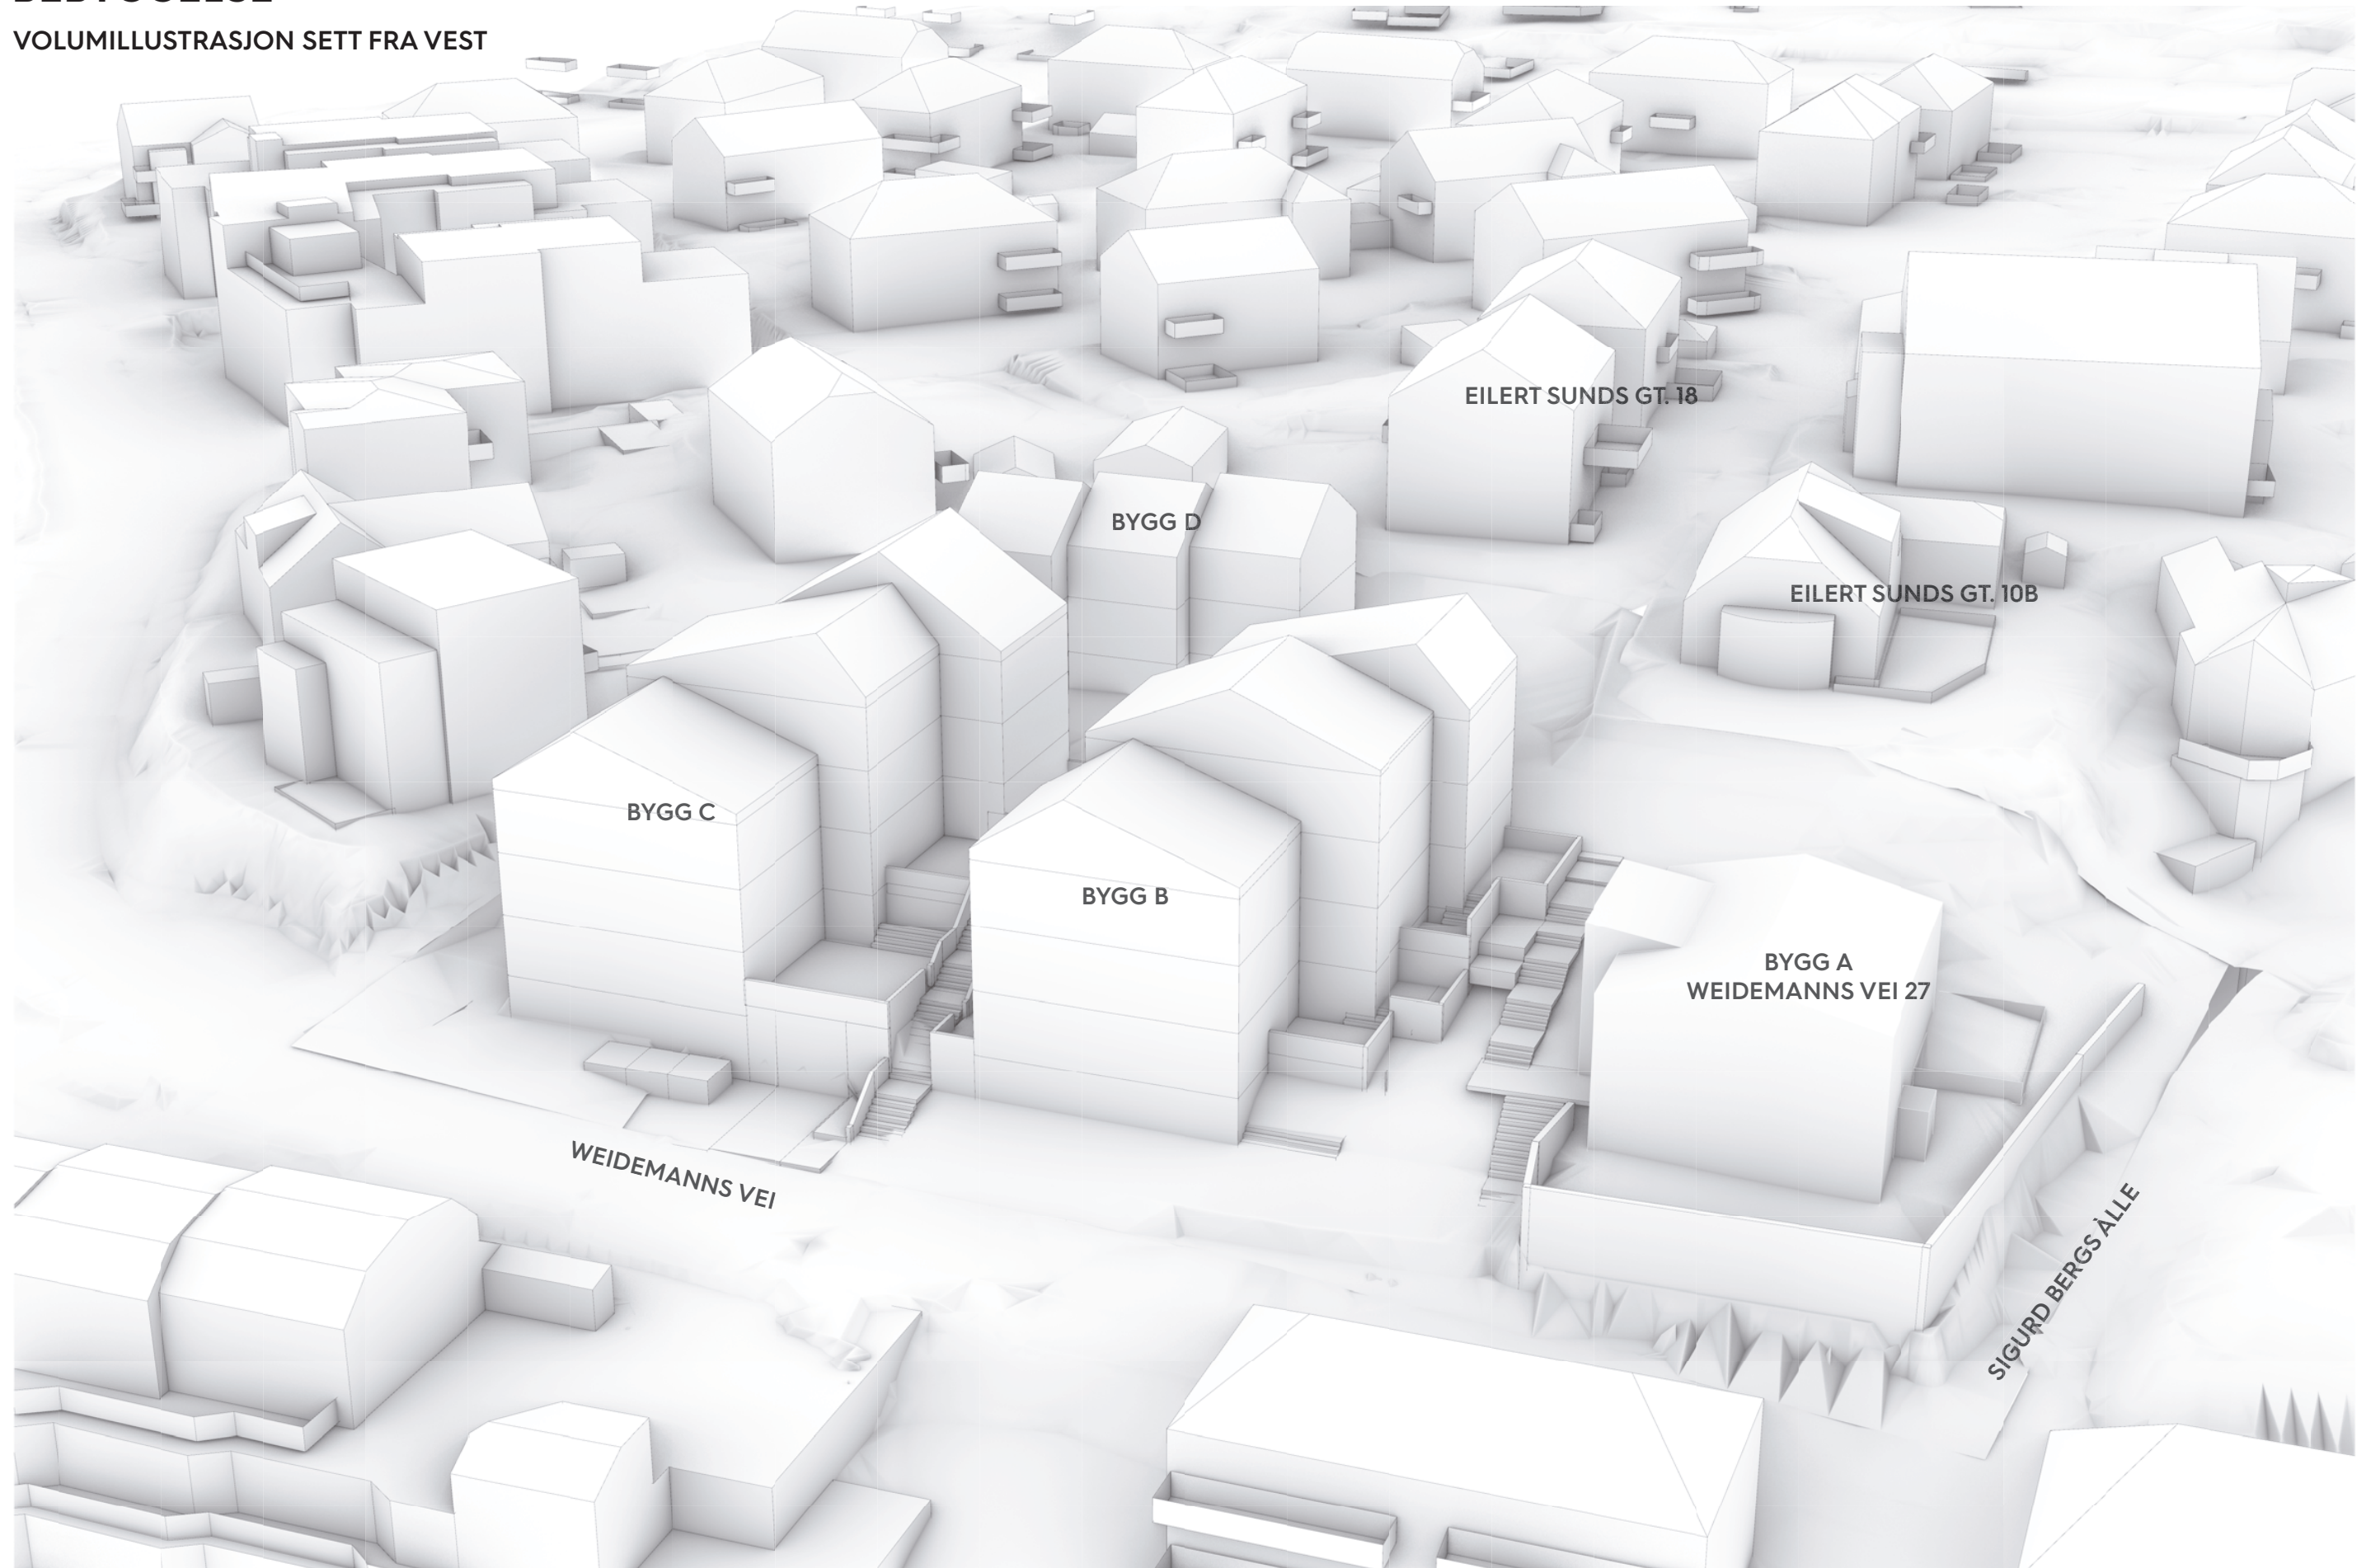 VOLUMILLUSTRASJON SETT FRA VEST
EILERT SUNDS GT. 18
BYGG D
EILERT SUNDS GT. 10B
BYGG C
BYGG B
BYGG A
WEIDEMANNS VEI 27
WEIDEMANNS VEI
SIGURD BERGS ÀLLE